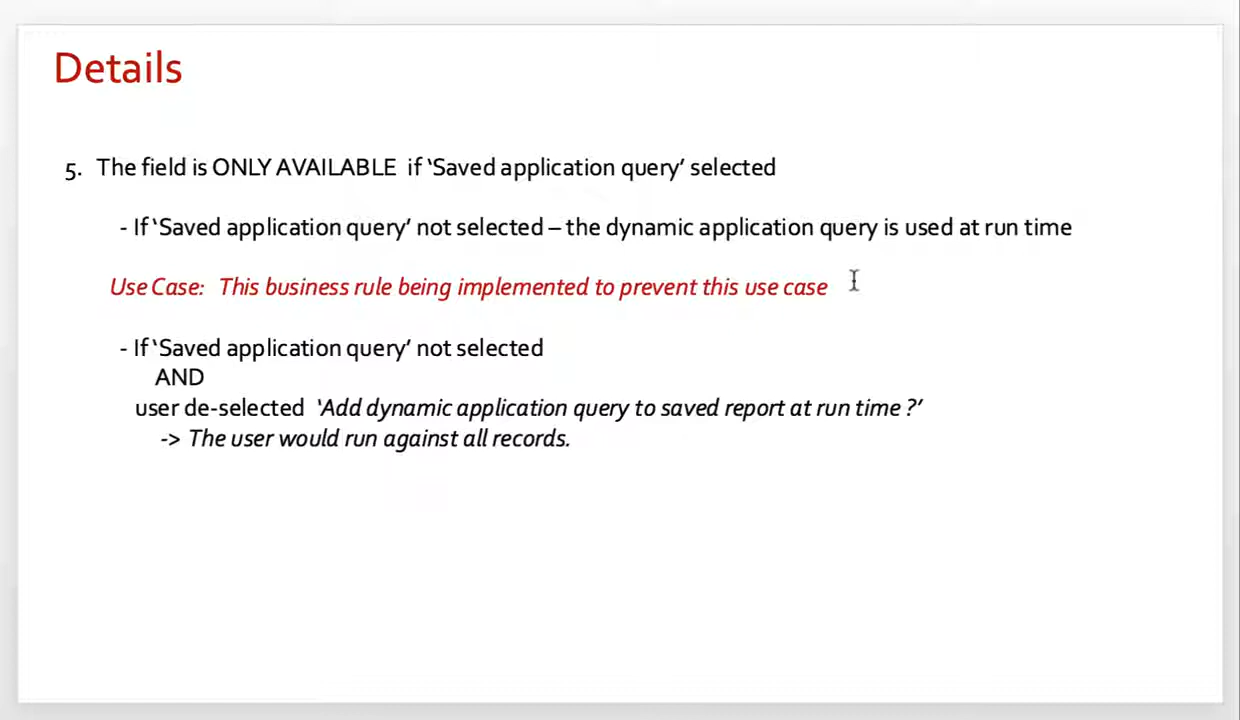 Details
5. The field is ONLY AVAILABLE if ‘Saved application query’ selected
- If ‘Saved application query’ not selected – the dynamic application query is used at run time
Use Case: This business rule being implemented to prevent this use case
- If ‘Saved application query’ not selected
AND
user de-selected ‘Add dynamic application query to saved report at run time ?’
-> The user would run against all records.